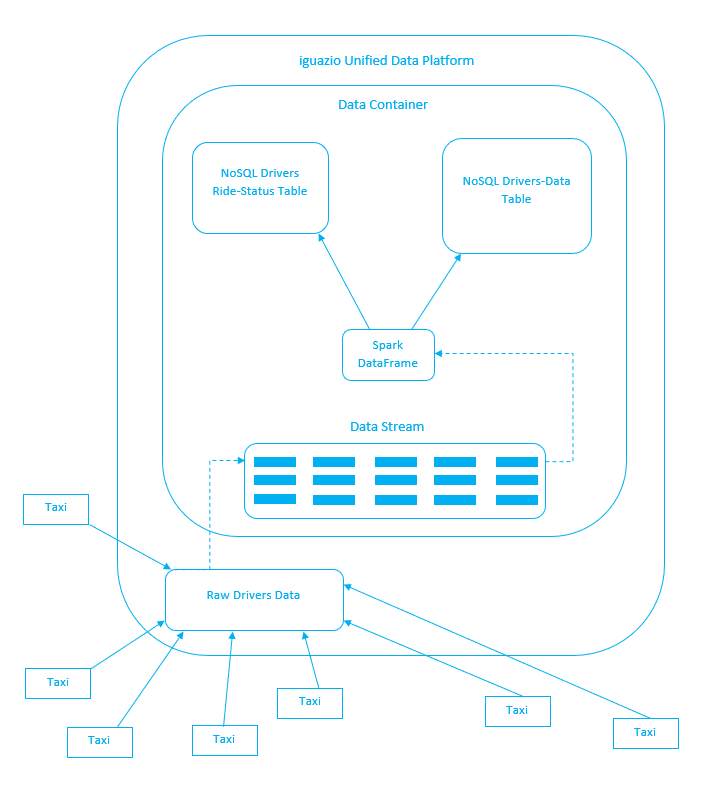 iguazio Unified Data Platform
Data Container
NoSQL Drivers
Ride-Status Table
NoSQL Drivers-Data
Table
Spark
DataFrame
Data Stream
Taxi
Raw Drivers Data
Taxi
Taxi
Taxi
Taxi
Taxi
Taxi